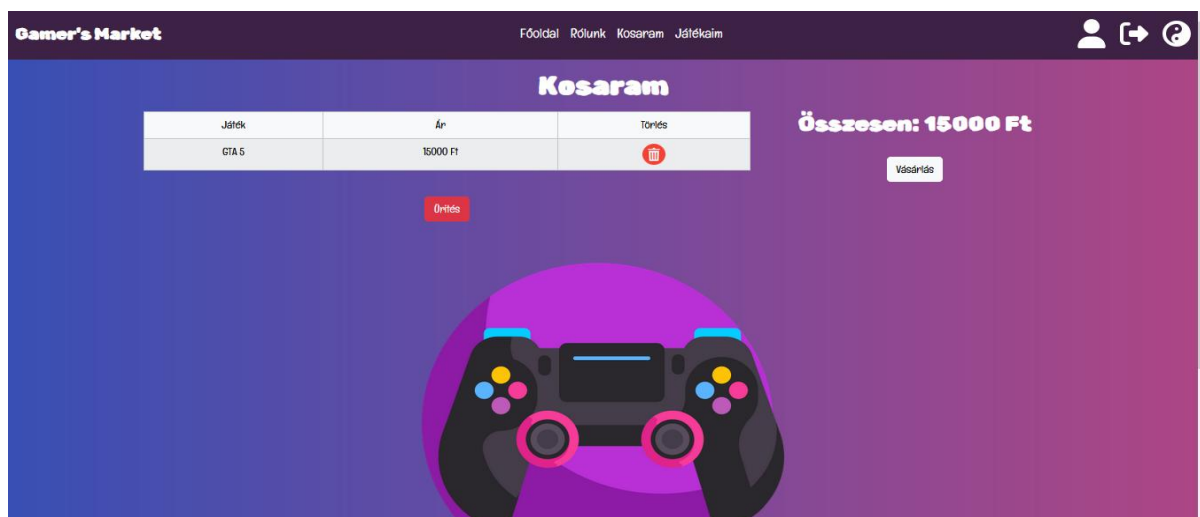 Gamer's Market
Főoldal Rólunk Kosaram Játékaim
Kosaram
Játék Ár Törlés
GTA 5 15000 Ft
Összesen: 15000 Ft
Vásárlás
Ürítés